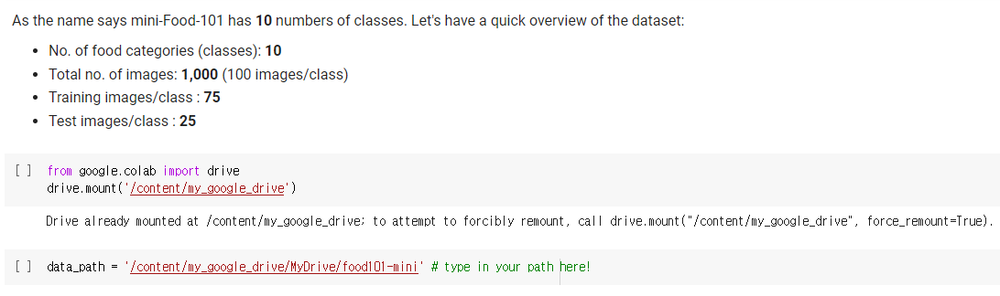 As the name says mini-Food-101 has 10 numbers of classes. Let's have a quick overview of the dataset:
• No. of food categories (classes): 10
• Total no. of images: 1,000 (100 images/class)
• Training images/class : 75
• Test images/class : 25
[ ] from google.colab import drive
drive.mount('/content/my_google_drive')
Drive already mounted at /content/my_google_drive; to attempt to forcibly remount, call drive.mount("/content/my_google_drive", force_remount=True).
[ ] data_path = '/content/my_google_drive/MyDrive/food101-mini' # type in your path here!